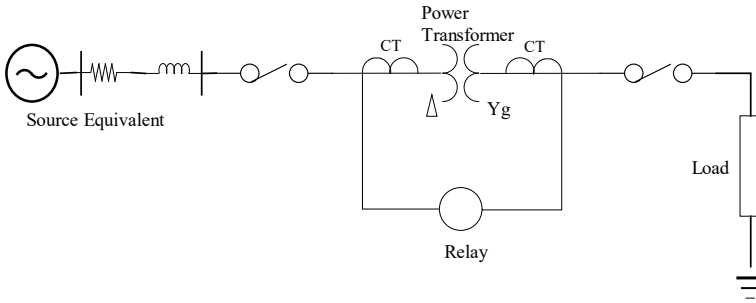 Power
Transformer
CT
CT
Source Equivalent
Δ
Yg
Load
Relay